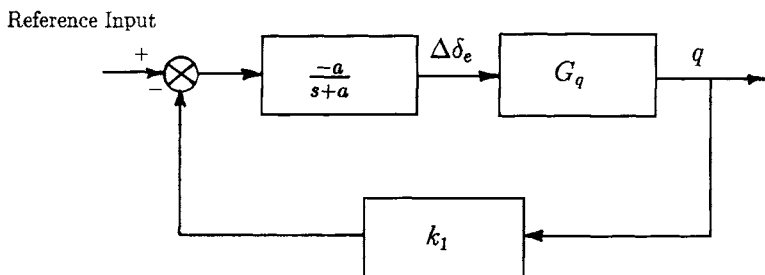 Reference Input
+
−
-a
s+a
Δδe
Gq
q
k1